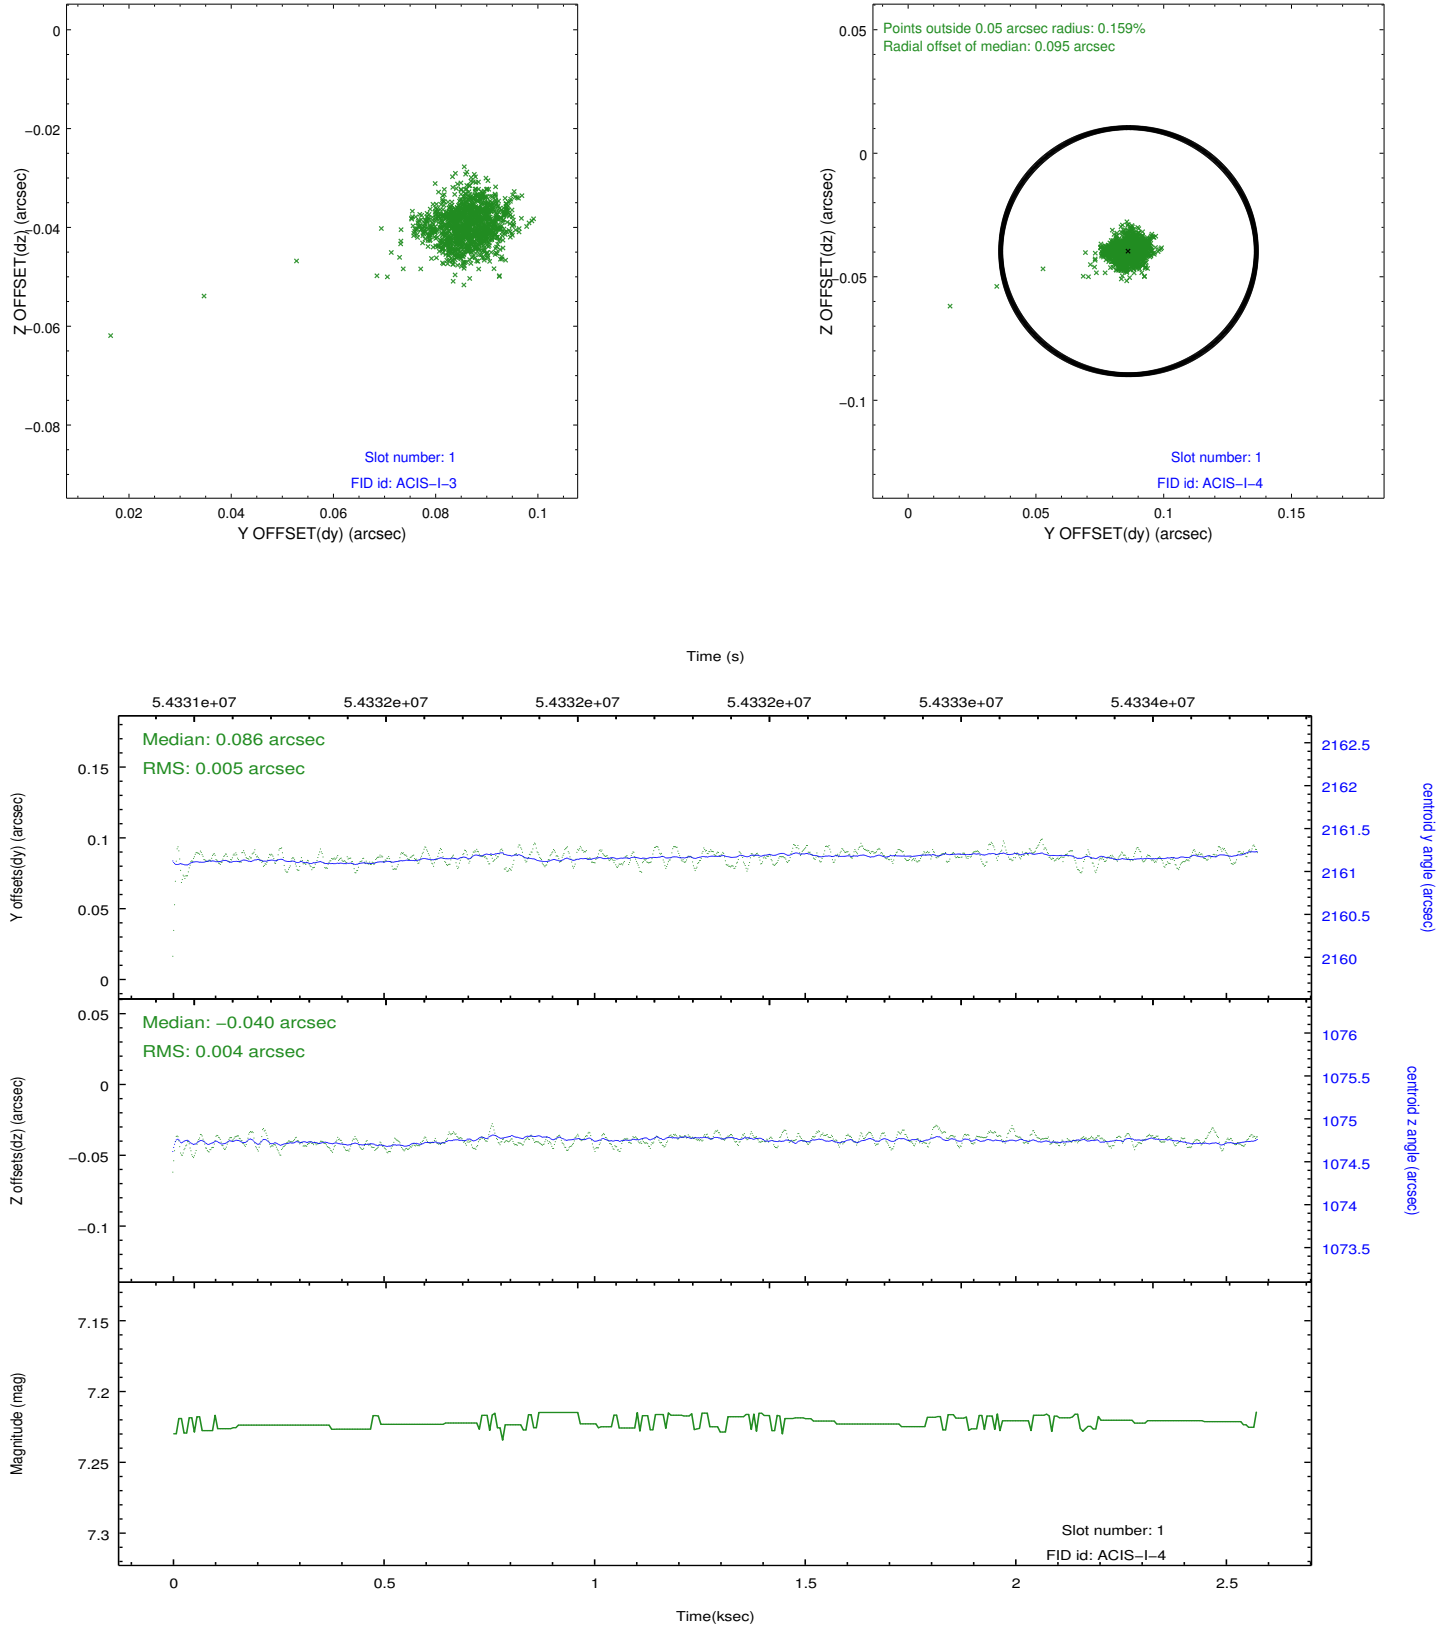 0
−0.02
−0.04
−0.06
−0.08
Z OFFSET(dz) (arcsec)
0.02
0.04
0.06
0.08
0.1
Y OFFSET(dy) (arcsec)
Slot number: 1
FID id: ACIS−I−3
Points outside 0.05 arcsec radius: 0.159%
Radial offset of median: 0.095 arcsec
0.05
0
−0.05
−0.1
Z OFFSET(dz) (arcsec)
Slot number: 1
FID id: ACIS−I−4
0
0.05
0.1
0.15
Y OFFSET(dy) (arcsec)
Time (s)
5.4331e+07
5.4332e+07
5.4332e+07
5.4332e+07
5.4333e+07
5.4334e+07
Median: 0.086 arcsec
RMS: 0.005 arcsec
0.15
0.1
0.05
0
Y offsets(dy) (arcsec)
2162.5
2162
2161.5
2161
2160.5
2160
centroid y angle (arcsec)
Median: −0.040 arcsec
RMS: 0.004 arcsec
0.05
0
−0.05
−0.1
Z offsets(dz) (arcsec)
1076
1075.5
1075
1074.5
1074
1073.5
centroid z angle (arcsec)
7.15
7.2
7.25
7.3
Magnitude (mag)
Slot number: 1
FID id: ACIS−I−4
0
0.5
1
1.5
2
2.5
Time(ksec)